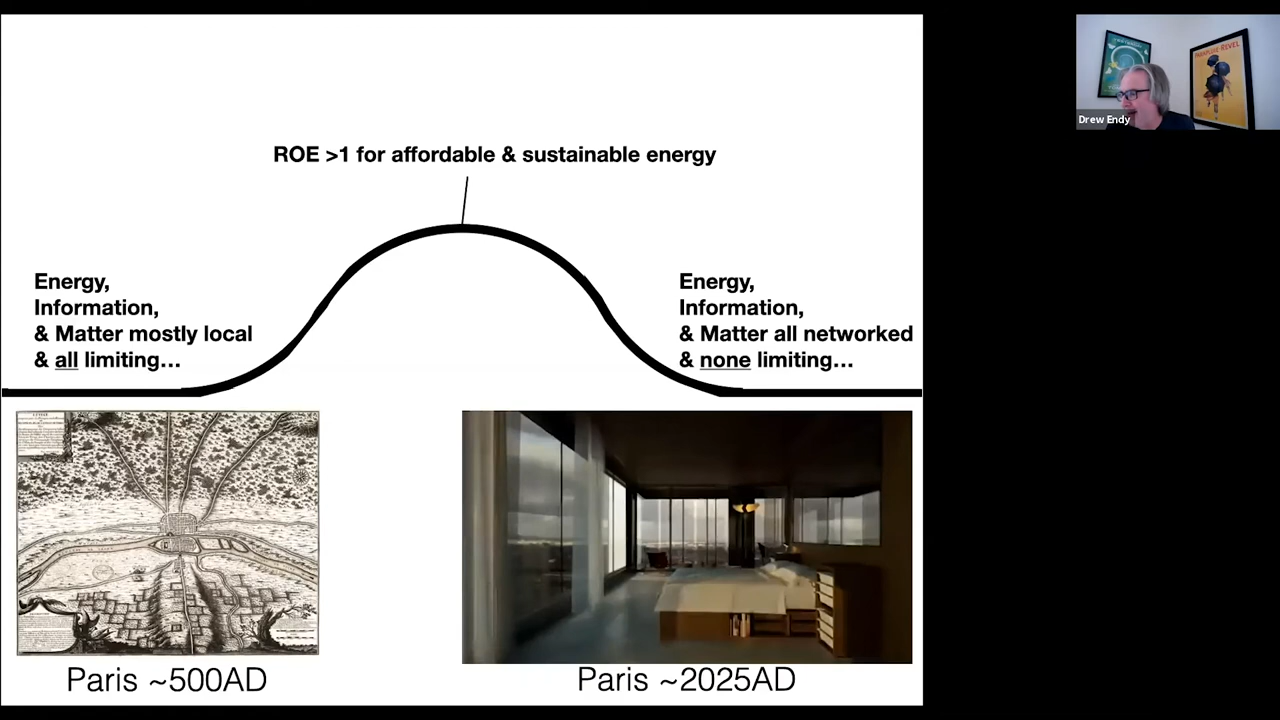 ROE >1 for affordable & sustainable energy
Energy,
Information,
& Matter mostly local
& all limiting...
Energy,
Information,
& Matter all networked
& none limiting...
Paris ~500AD
Paris ~2025AD
Drew Endy